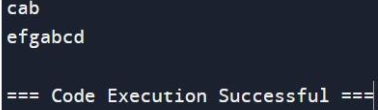 cab
efgabcd
=== Code Execution Successful ===